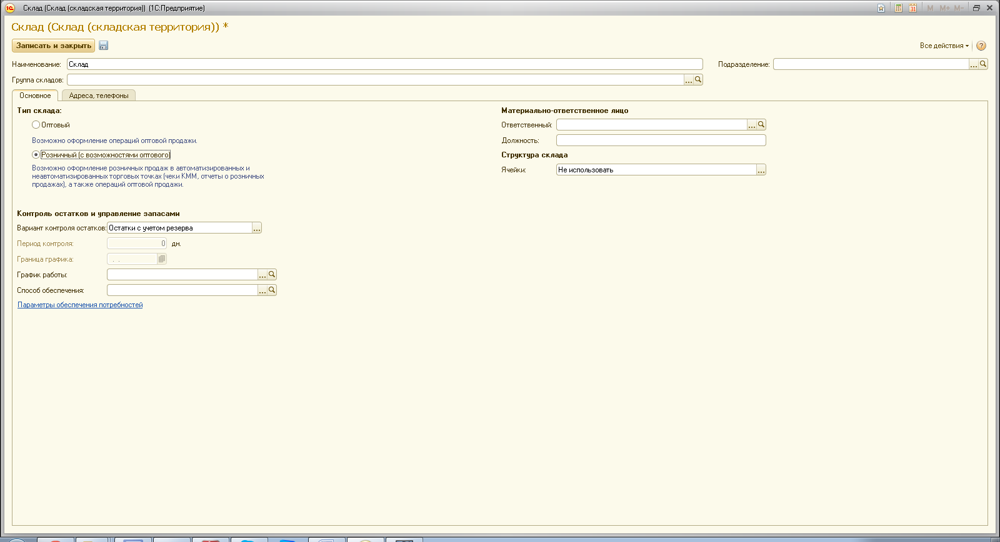 Склад (Склад (складская территория)) (1С:Предприятие)
M M+ M-
Склад (Склад (складская территория)) *
Записать и закрыть
Все действия
Наименование: Склад
Подразделение:
Группа складов:
Основное
Адреса, телефоны
Тип склада:
Оптовый
Возможно оформление операций оптовой продажи.
Розничный (с возможностями оптового)
Возможно оформление розничных продаж в автоматизированных и
неавтоматизированных торговых точках (чеки ККМ, отчеты о розничных
продажах), а также операций оптовой продажи.
Контроль остатков и управление запасами
Вариант контроля остатков: Остатки с учетом резерва
Период контроля: 0 дн.
Граница графика: . .
График работы:
Способ обеспечения:
Параметры обеспечения потребностей
Материально-ответственное лицо
Ответственный:
Должность:
Структура склада
Ячейки: Не использовать